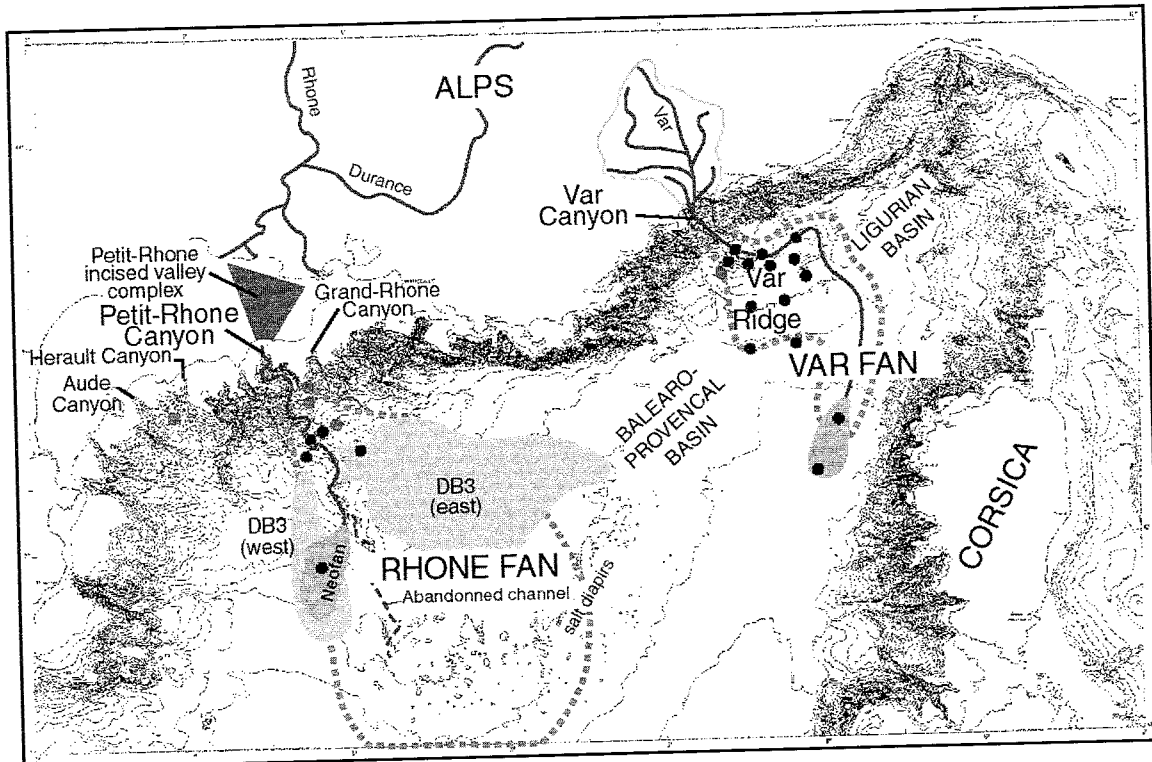 ALPS
Rhone
Durance
Var
Var
Canyon
LIGURIAN
BASIN
Petit-Rhone
incised valley
complex
Petit-Rhone
Canyon
Grand-Rhone
Canyon
Herault Canyon
Aude
Canyon
Var
Ridge
VAR FAN
BALEARO-
PROVENCAL
BASIN
DB3
(east)
DB3
(west)
Neofan
RHONE FAN
Abandonned channel
salt diapirs
CORSICA